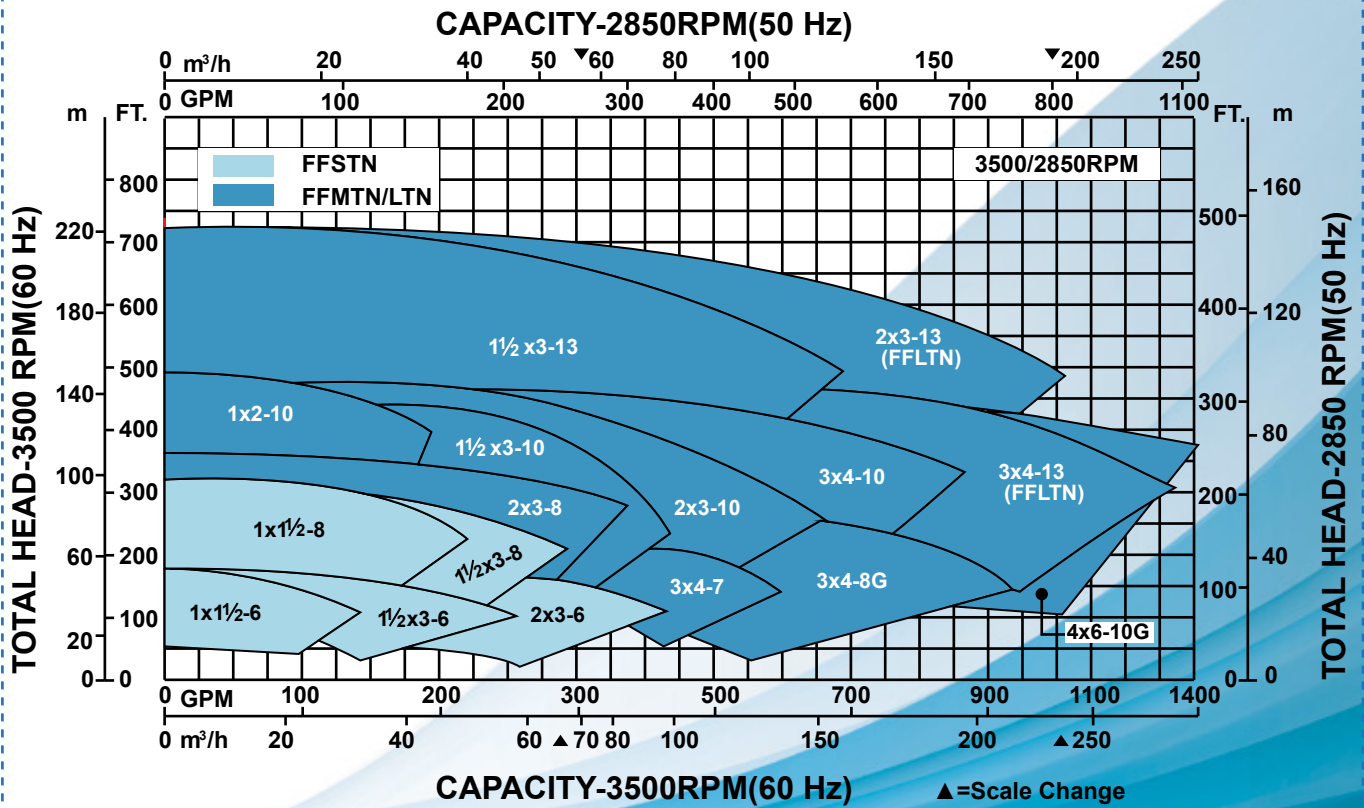 CAPACITY-2850RPM(50 Hz)
0 m³/h 20 40 50 ▼60 80 100 150 ▼200 250
0 GPM 100 200 300 400 500 600 700 800 1100
m FT. FT. m
FFSTN
FFMTN/LTN
3500/2850RPM
TOTAL HEAD-3500 RPM(60 Hz)
220 180 140 100 60 20 0
800 700 600 500 400 300 200 100 0
500 400 300 200 100 0
160 120 80 40 0
TOTAL HEAD-2850 RPM(50 Hz)
1½ x3-13
2x3-13
(FFLTN)
1x2-10
1½ x3-10
2x3-8
2x3-10
3x4-10
3x4-13
(FFLTN)
1x1½-8
1½x3-8
3x4-7
3x4-8G
1x1½-6
1½x3-6
2x3-6
4x6-10G
0 GPM 100 200 300 500 700 900 1100 1400
0 m³/h 20 40 60 ▲70 80 100 150 200 ▲250
CAPACITY-3500RPM(60 Hz)
▲=Scale Change